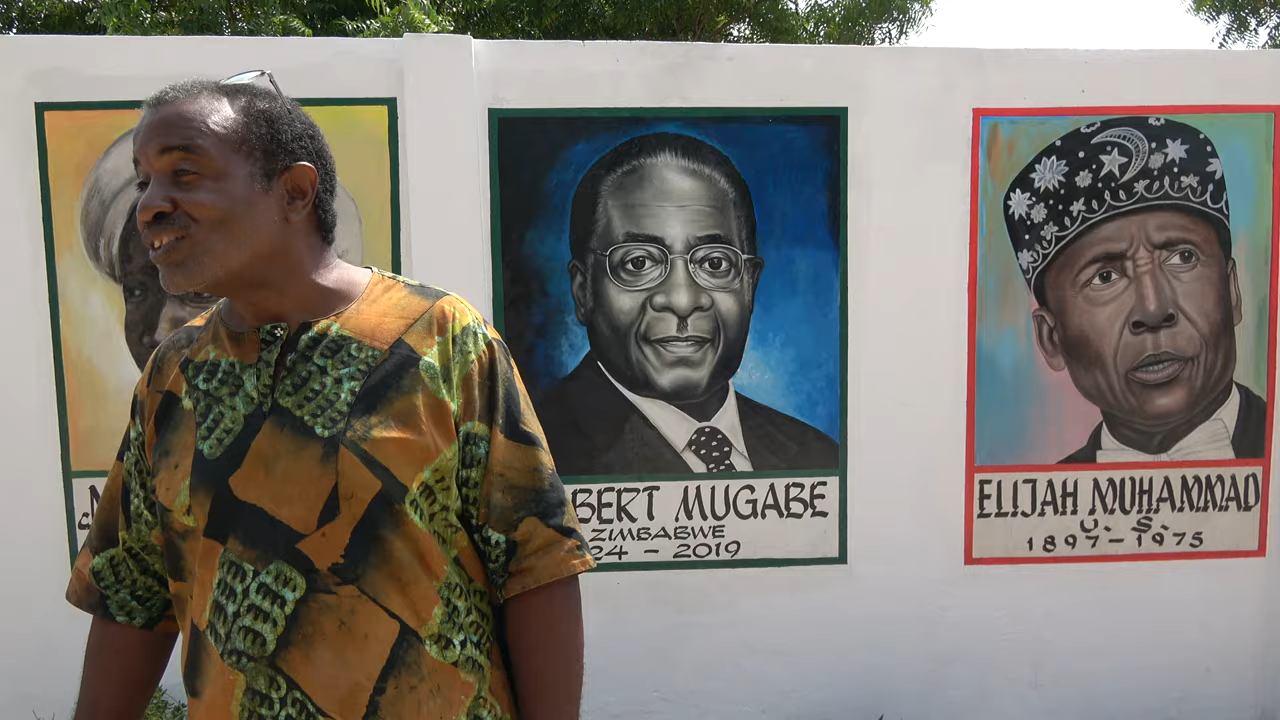 BERT MUGABE
ZIMBABWE
24 - 2019
ELIJAH MUHAMMAD
U. S.
1897-1975